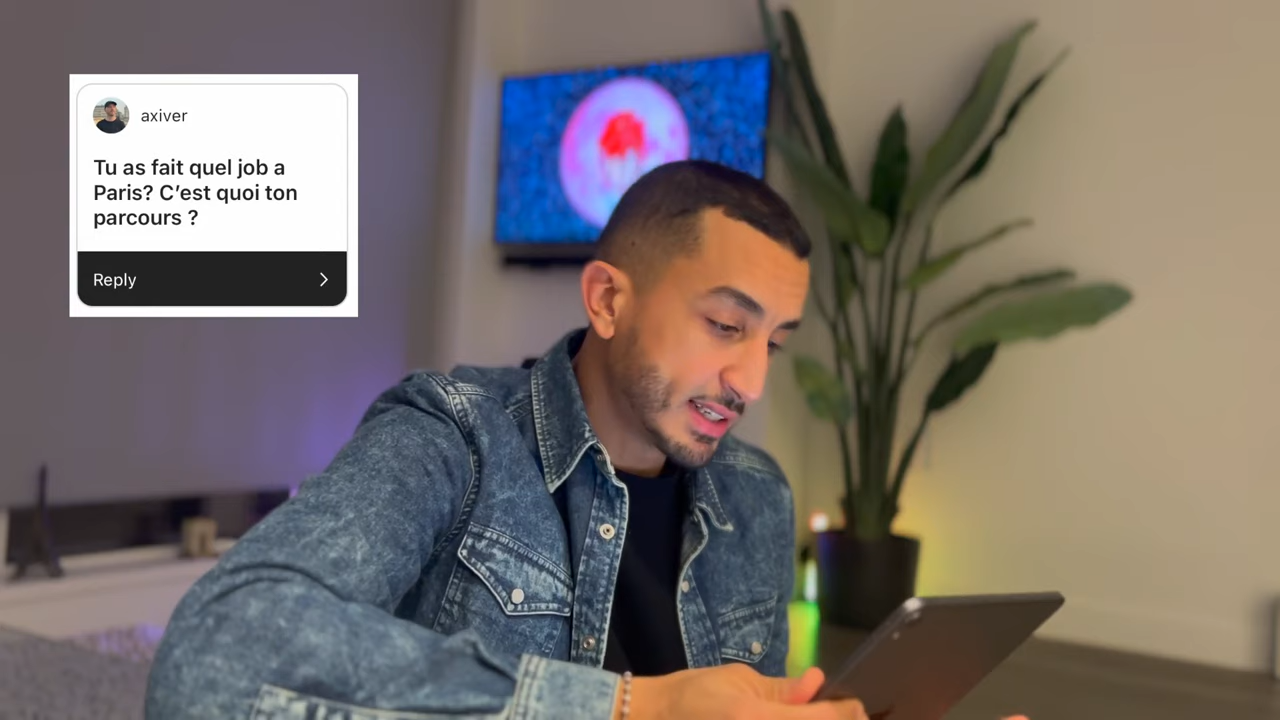 axiver
Tu as fait quel job a
Paris? C'est quoi ton
parcours ?
Reply